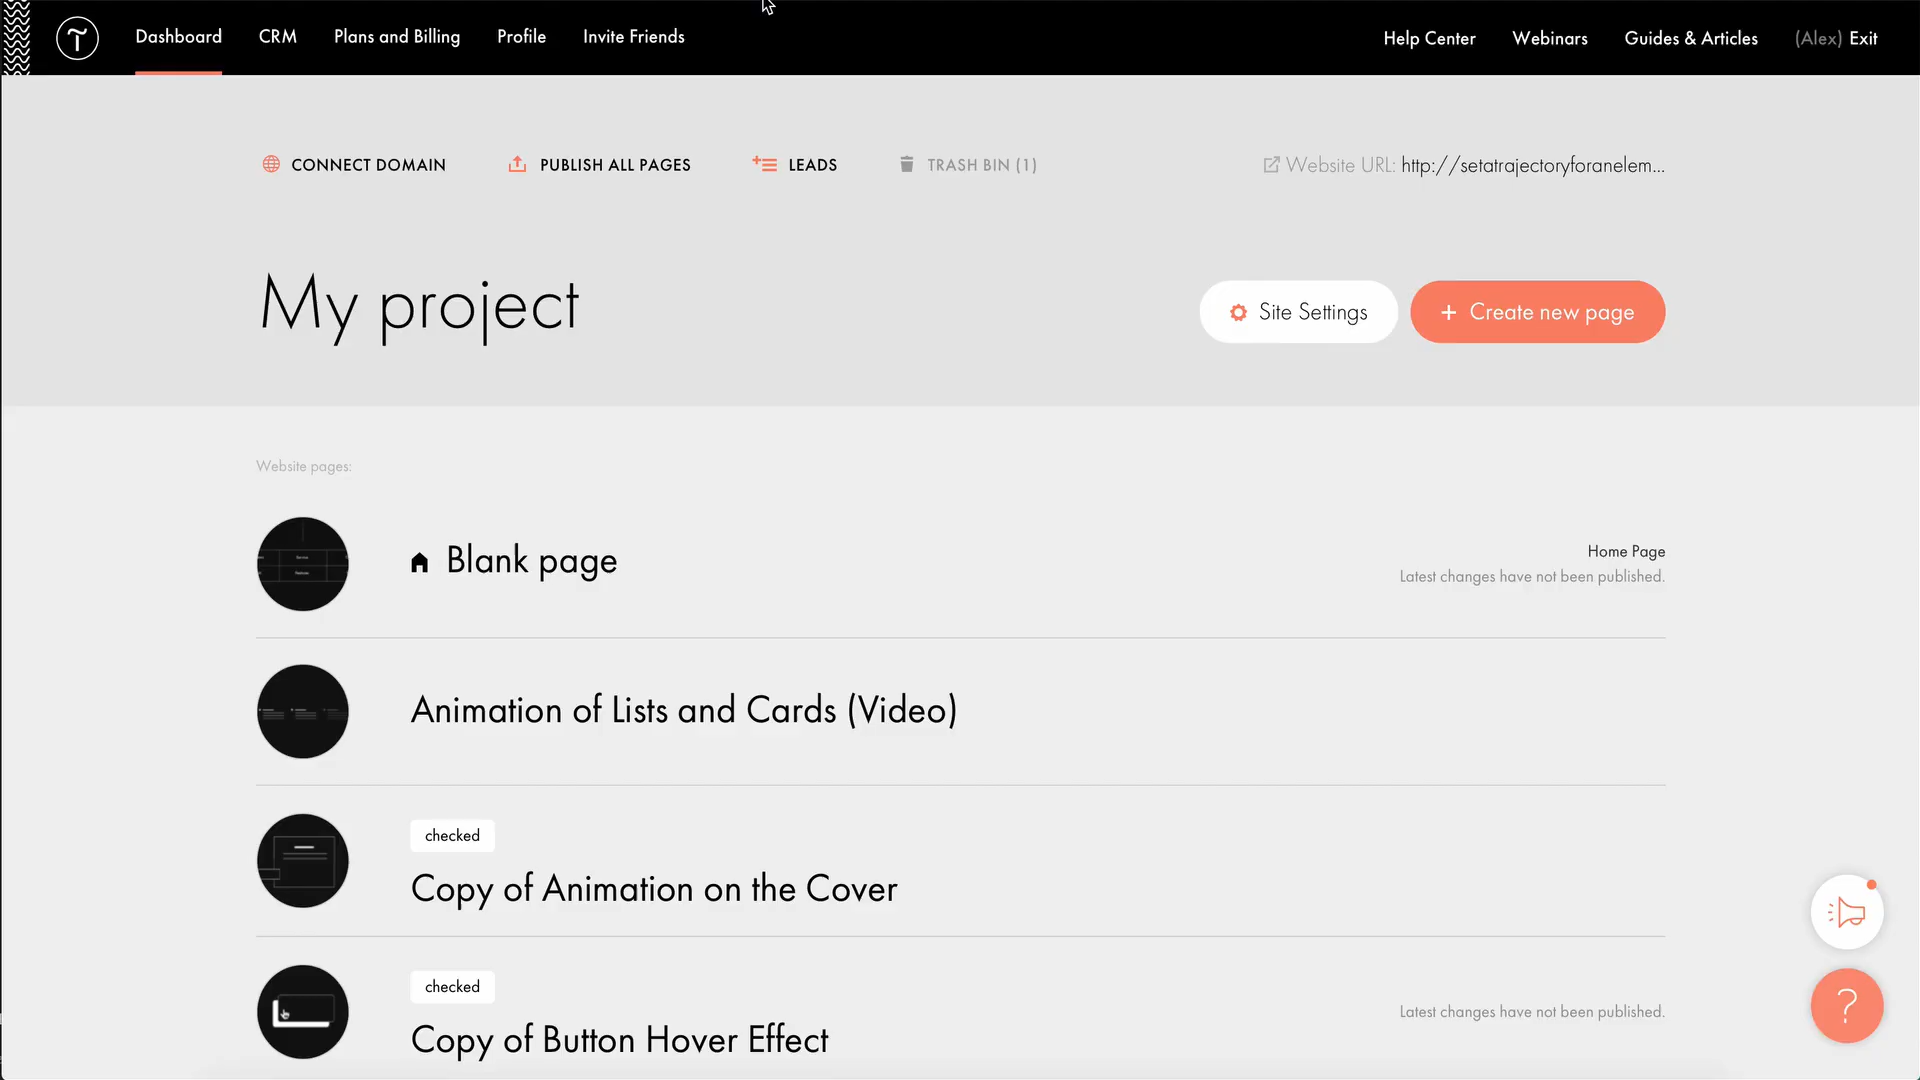 Dashboard CRM Plans and Billing Profile Invite Friends Help Center Webinars Guides & Articles (Alex) Exit
CONNECT DOMAIN PUBLISH ALL PAGES LEADS TRASH BIN (1) Website URL: http://setatrajectoryforanelem...
My project
Site Settings
+ Create new page
Website pages:
Blank page
Home Page
Latest changes have not been published.
Animation of Lists and Cards (Video)
checked
Copy of Animation on the Cover
checked
Copy of Button Hover Effect
Latest changes have not been published.
?